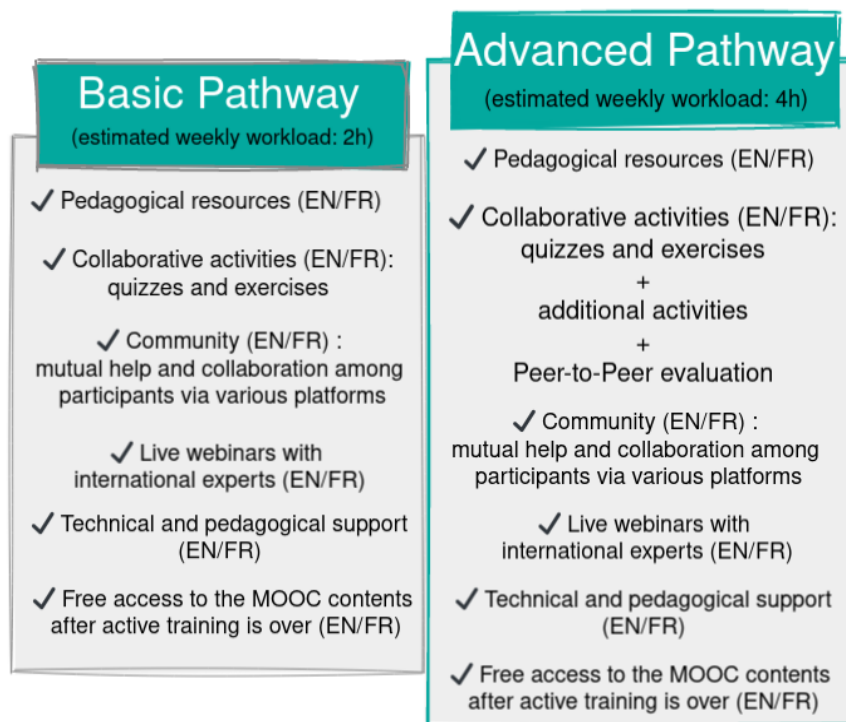 Basic Pathway
(estimated weekly workload: 2h)
✓ Pedagogical resources (EN/FR)
✓ Collaborative activities (EN/FR):
quizzes and exercises
✓ Community (EN/FR) :
mutual help and collaboration among
participants via various platforms
✓ Live webinars with
international experts (EN/FR)
✓ Technical and pedagogical support
(EN/FR)
✓ Free access to the MOOC contents
after active training is over (EN/FR)
Advanced Pathway
(estimated weekly workload: 4h)
✓ Pedagogical resources (EN/FR)
✓ Collaborative activities (EN/FR):
quizzes and exercises
+
additional activities
+
Peer-to-Peer evaluation
✓ Community (EN/FR) :
mutual help and collaboration among
participants via various platforms
✓ Live webinars with
international experts (EN/FR)
✓ Technical and pedagogical support
(EN/FR)
✓ Free access to the MOOC contents
after active training is over (EN/FR)